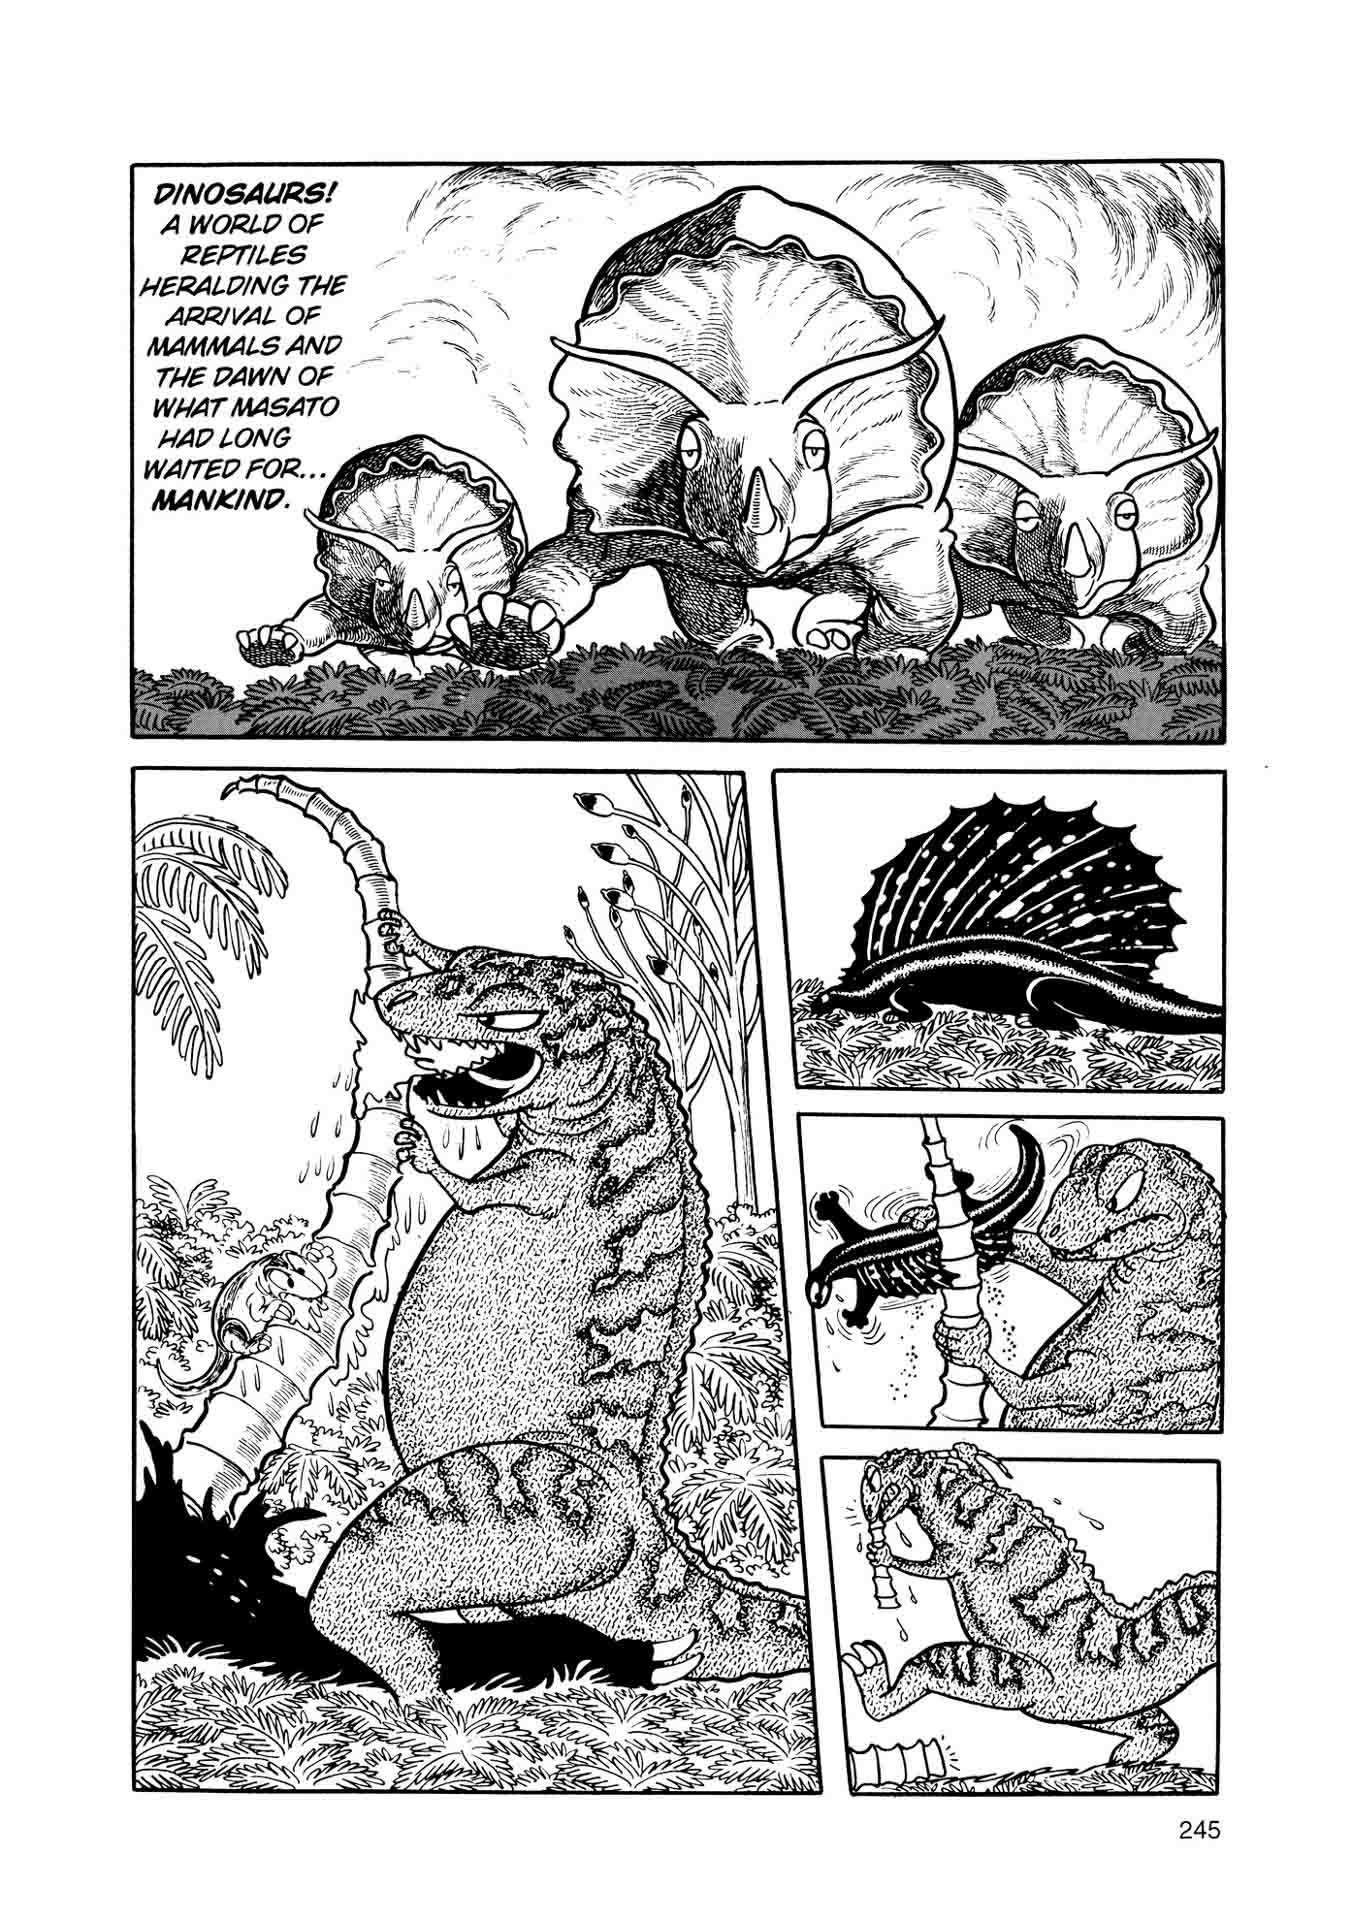 DINOSAURS!
A WORLD OF
REPTILES
HERALDING THE
ARRIVAL OF
MAMMALS AND
THE DAWN OF
WHAT MASATO
HAD LONG
WAITED FOR...
MANKIND.
245